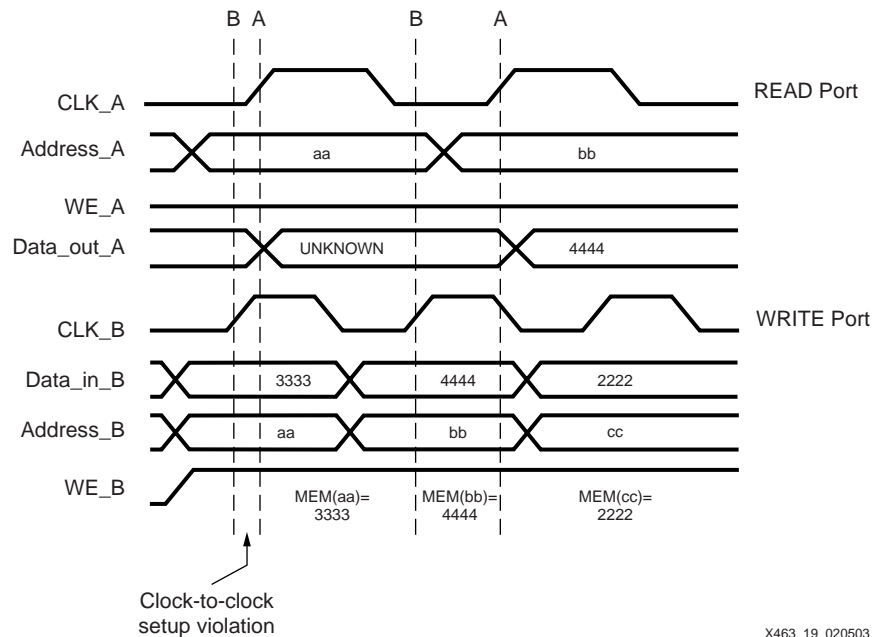 B A B A
CLK_A
READ Port
Address_A
aa
bb
WE_A
Data_out_A
UNKNOWN
4444
CLK_B
WRITE Port
Data_in_B
3333
4444
2222
Address_B
aa
bb
cc
WE_B
MEM(aa)=
3333
MEM(bb)=
4444
MEM(cc)=
2222
Clock-to-clock
setup violation
X463_19_020503